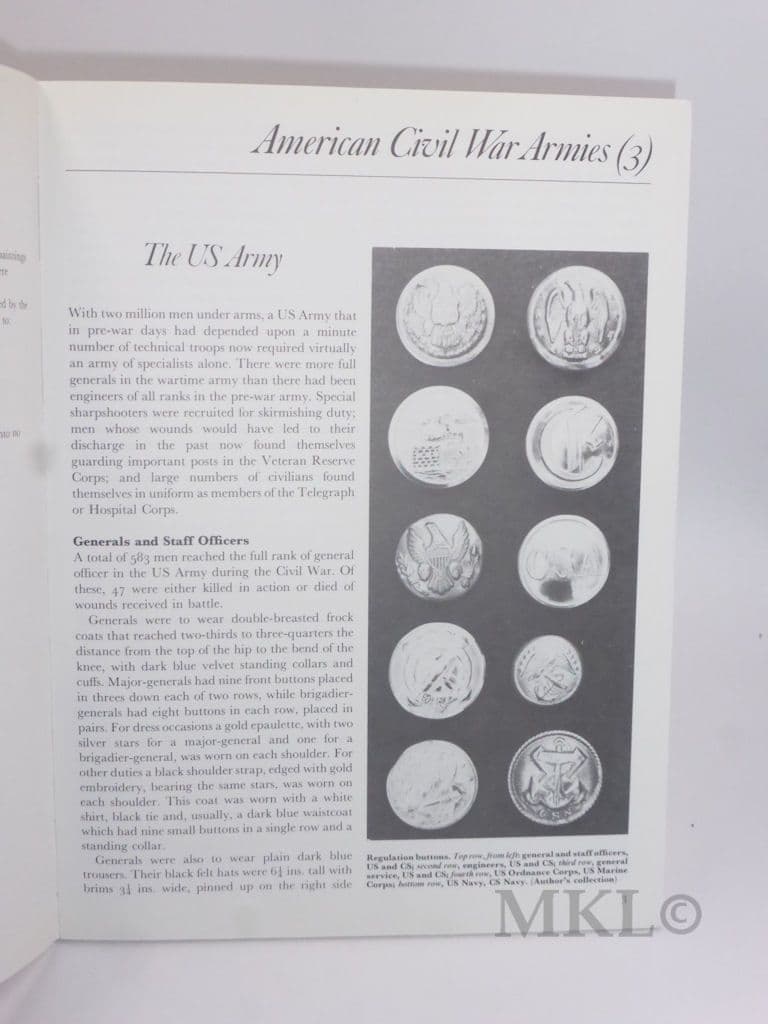 American Civil War Armies (3)
The US Army
With two million men under arms, a US Army that
in pre-war days had depended upon a minute
number of technical troops now required virtually
an army of specialists alone. There were more full
generals in the wartime army than there had been
engineers of all ranks in the pre-war army. Special
sharpshooters were recruited for skirmishing duty;
men whose wounds would have led to their
discharge in the past now found themselves
guarding important posts in the Veteran Reserve
Corps; and large numbers of civilians found
themselves in uniform as members of the Telegraph
or Hospital Corps.
Generals and Staff Officers
A total of 583 men reached the full rank of general
officer in the US Army during the Civil War. Of
these, 47 were either killed in action or died of
wounds received in battle.
Generals were to wear double-breasted frock
coats that reached two-thirds to three-quarters the
distance from the top of the hip to the bend of the
knee, with dark blue velvet standing collars and
cuffs. Major-generals had nine front buttons placed
in threes down each of two rows, while brigadier-
generals had eight buttons in each row, placed in
pairs. For dress occasions a gold epaulette, with two
silver stars for a major-general and one for a
brigadier-general, was worn on each shoulder. For
other duties a black shoulder strap, edged with gold
embroidery, bearing the same stars, was worn on
each shoulder. This coat was worn with a white
shirt, black tie and, usually, a dark blue waistcoat
which had nine small buttons in a single row and a
standing collar.
Generals were also to wear plain dark blue
trousers. Their black felt hats were 6¼ ins. tall with
brims 3¼ ins. wide, pinned up on the right side
CSA
CSN
Regulation buttons. Top row, from left: general and staff officers,
US and CS; second row, engineers, US and CS; third row, general
service, US and CS; fourth row, US Ordnance Corps, US Marine
Corps; bottom row, US Navy, CS Navy. (Author's collection)
3
MKL©